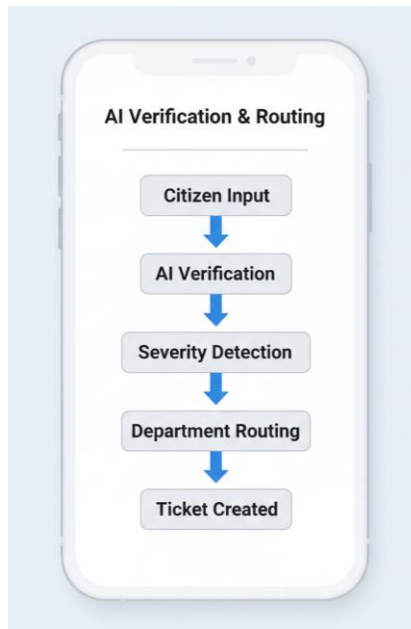 AI Verification & Routing
Citizen Input
AI Verification
Severity Detection
Department Routing
Ticket Created